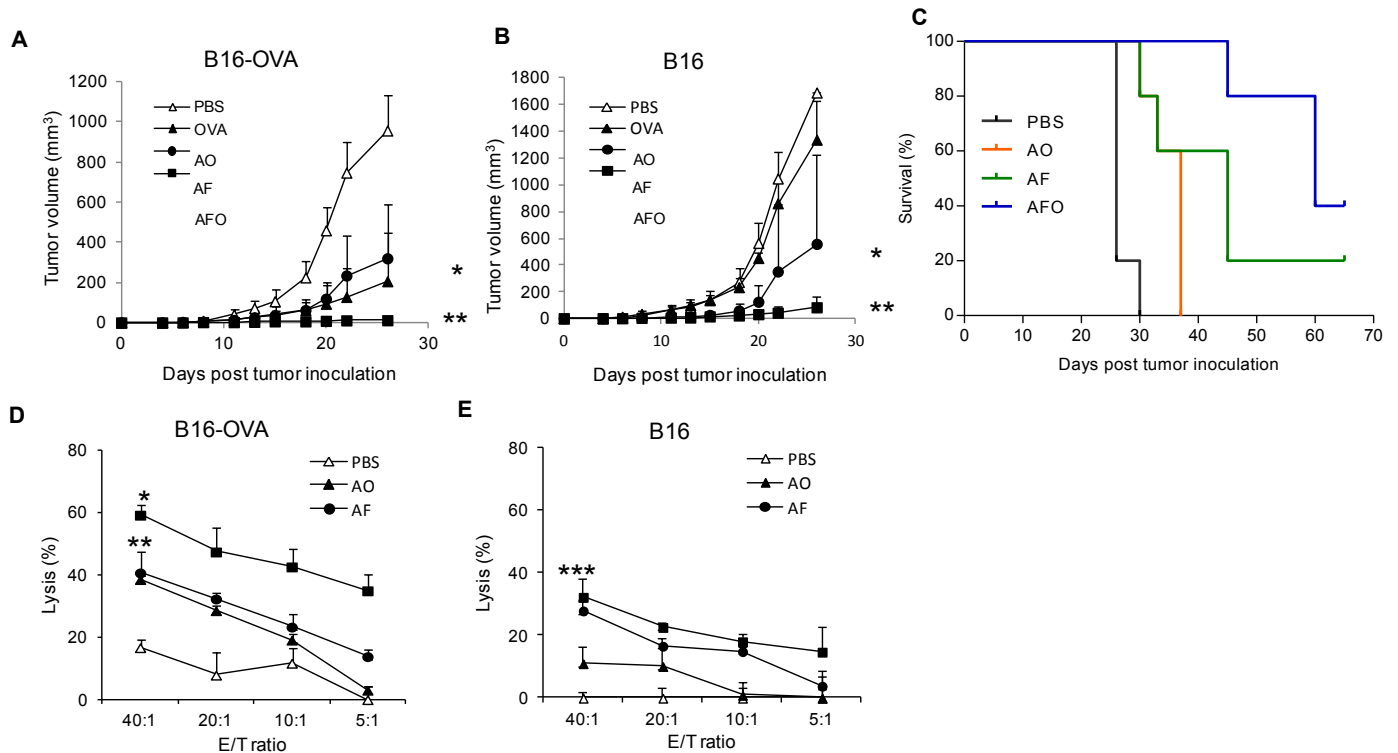 A
B16-OVA
Tumor volume (mm³)
1200
1000
800
600
400
200
0
PBS
OVA
AO
AF
AFO
*
**
0
10
20
30
Days post tumor inoculation
B
B16
Tumor volume (mm³)
1800
1600
1400
1200
1000
800
600
400
200
0
PBS
OVA
AO
AF
AFO
*
**
0
10
20
30
Days post tumor inoculation
C
Survival (%)
100
80
60
40
20
0
PBS
AO
AF
AFO
0
10
20
30
40
50
60
70
Days post tumor inoculation
D
B16-OVA
Lysis (%)
80
60
40
20
0
PBS
AO
AF
*
**
40:1
20:1
10:1
5:1
E/T ratio
E
B16
Lysis (%)
80
60
40
20
0
PBS
AO
AF
***
40:1
20:1
10:1
5:1
E/T ratio